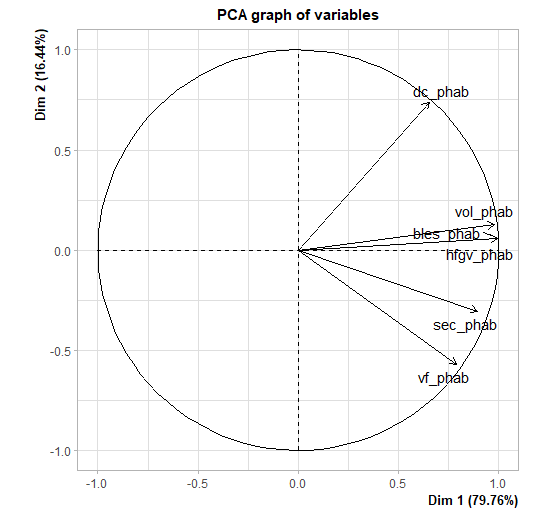 PCA graph of variables
Dim 2 (16.44%)
1.0
0.5
0.0
-0.5
-1.0
dc_phab
vol_phab
bles_phab
hfgv_phab
sec_phab
vf_phab
-1.0
-0.5
0.0
0.5
1.0
Dim 1 (79.76%)